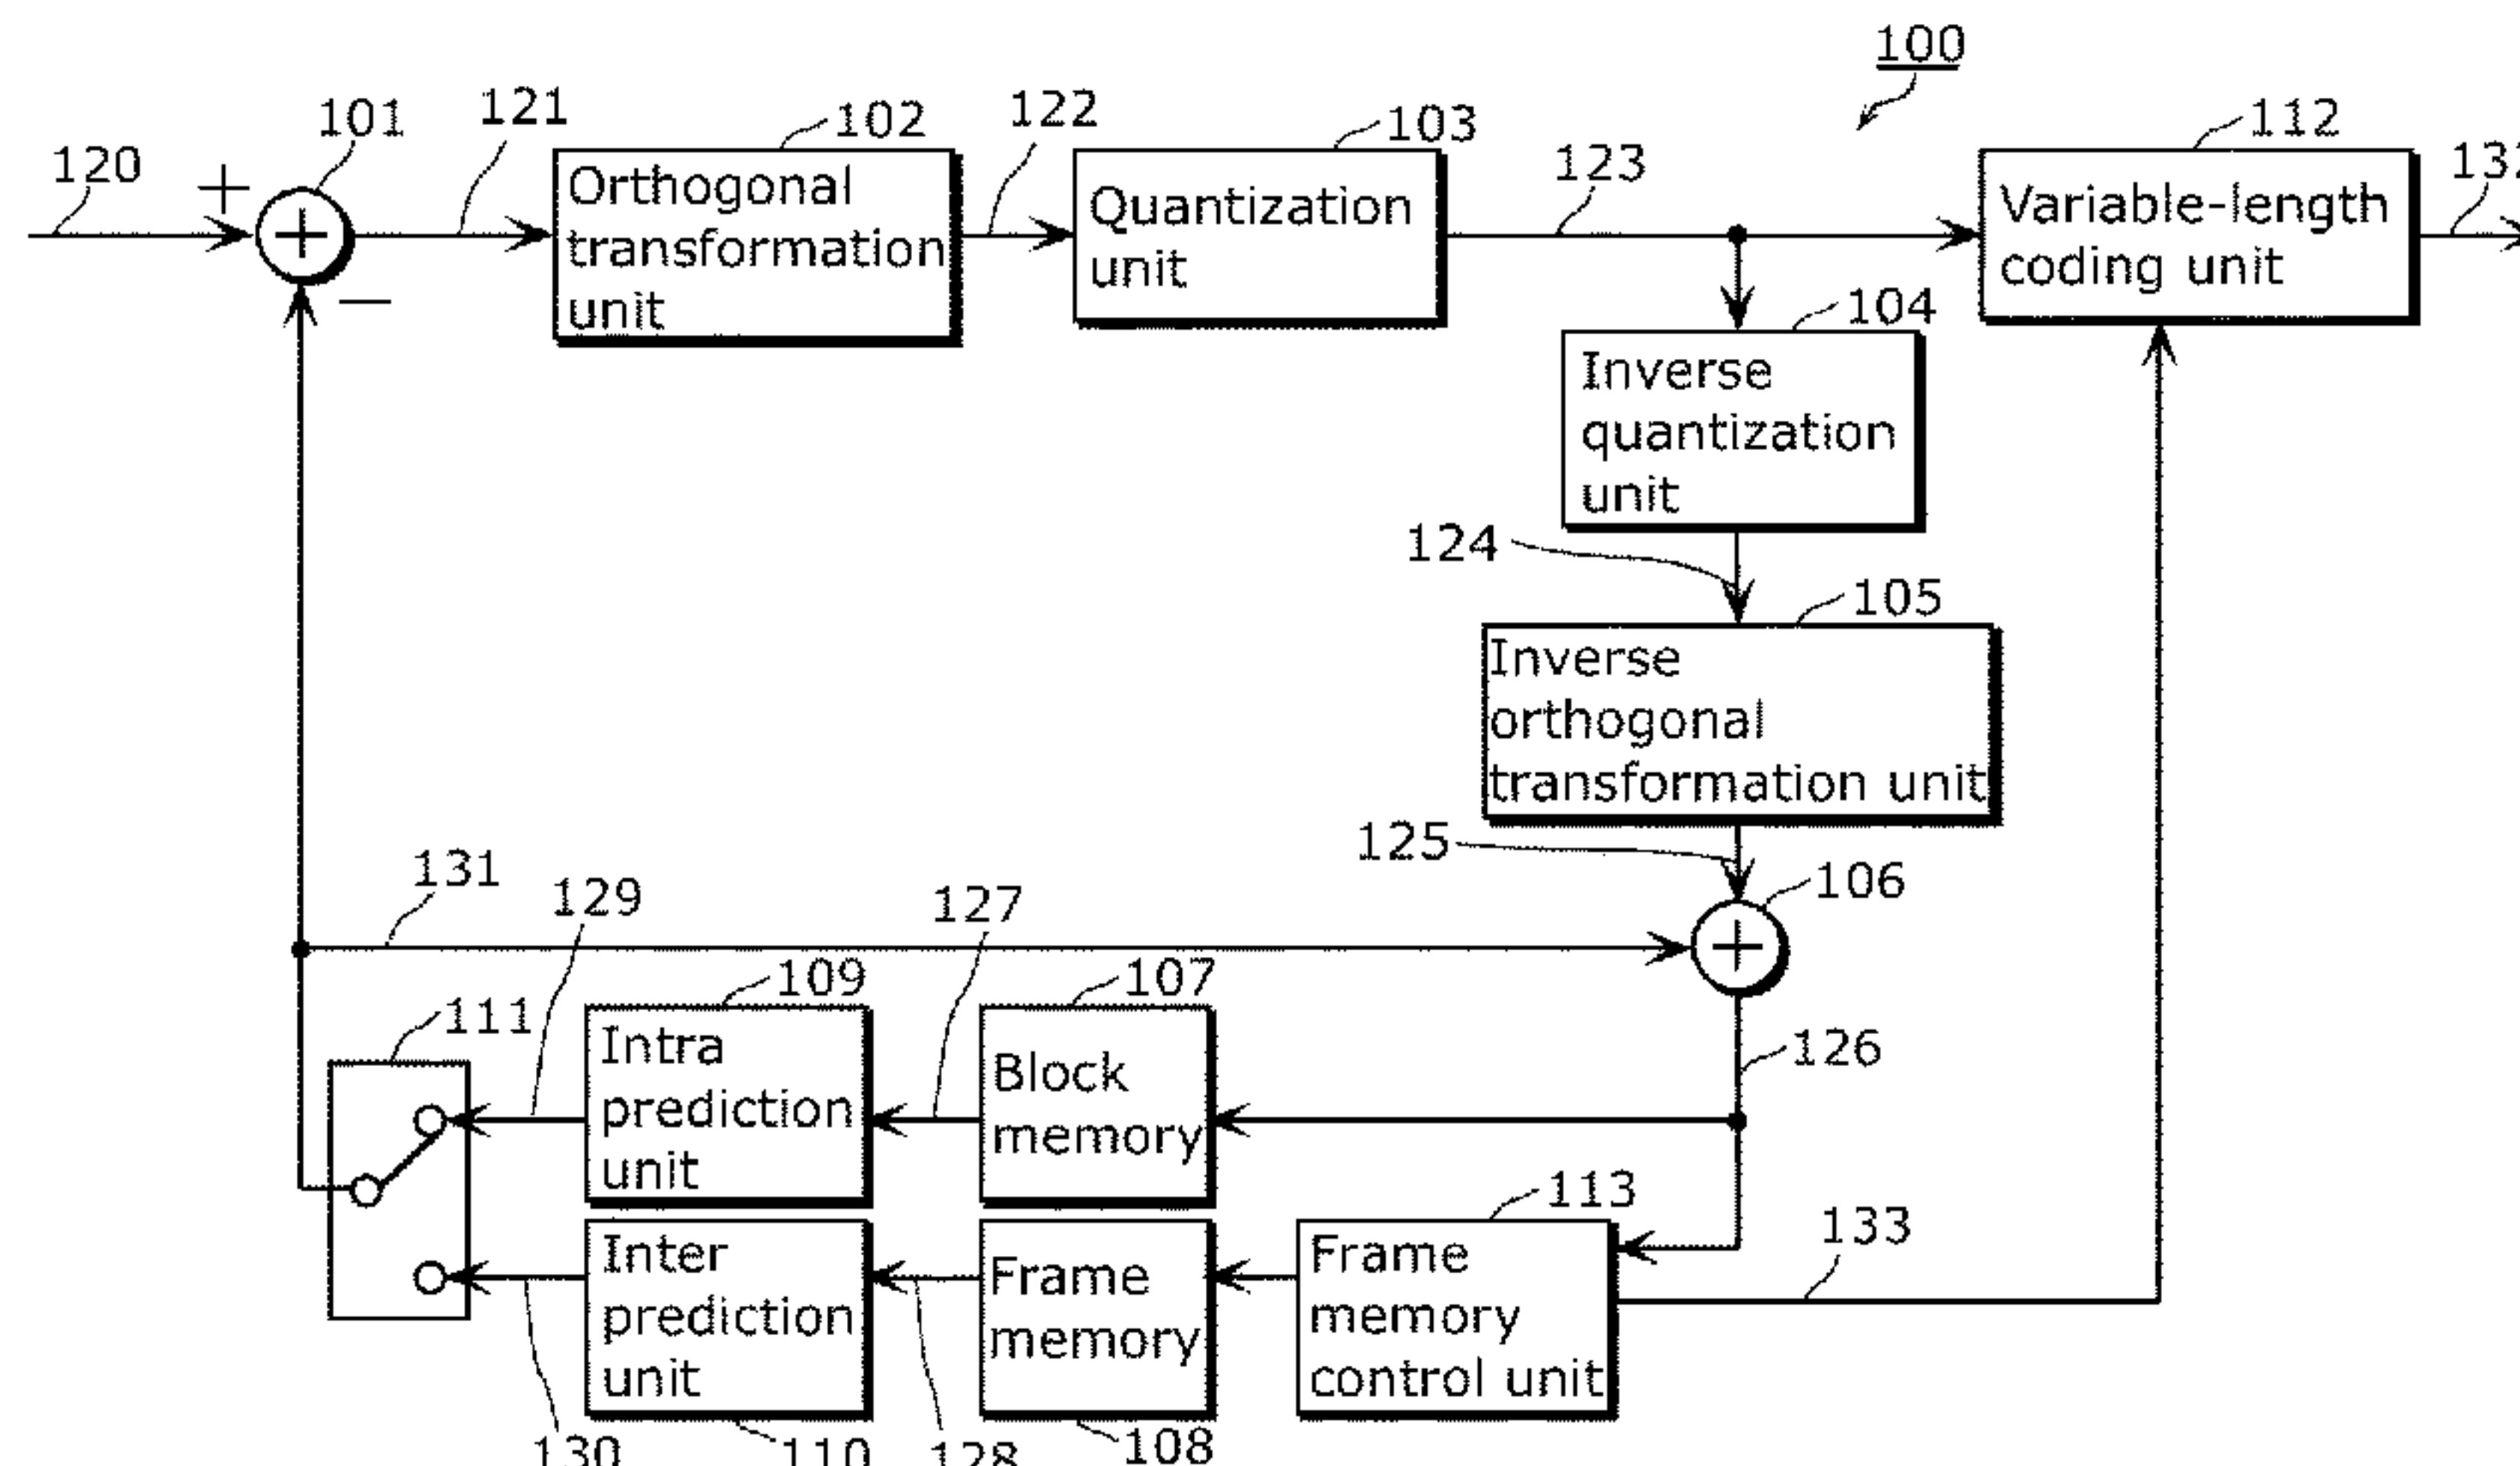 100
120
+
101
121
102
Orthogonal
transformation
unit
122
103
Quantization
unit
123
112
Variable-length
coding unit
132
+
−
104
Inverse
quantization
unit
124
105
Inverse
orthogonal
transformation unit
125
106
+
131
129
127
126
111
109
Intra
prediction
unit
107
Block
memory
113
Frame
memory
control unit
133
Inter
prediction
unit
Frame
memory
130
110
128
108